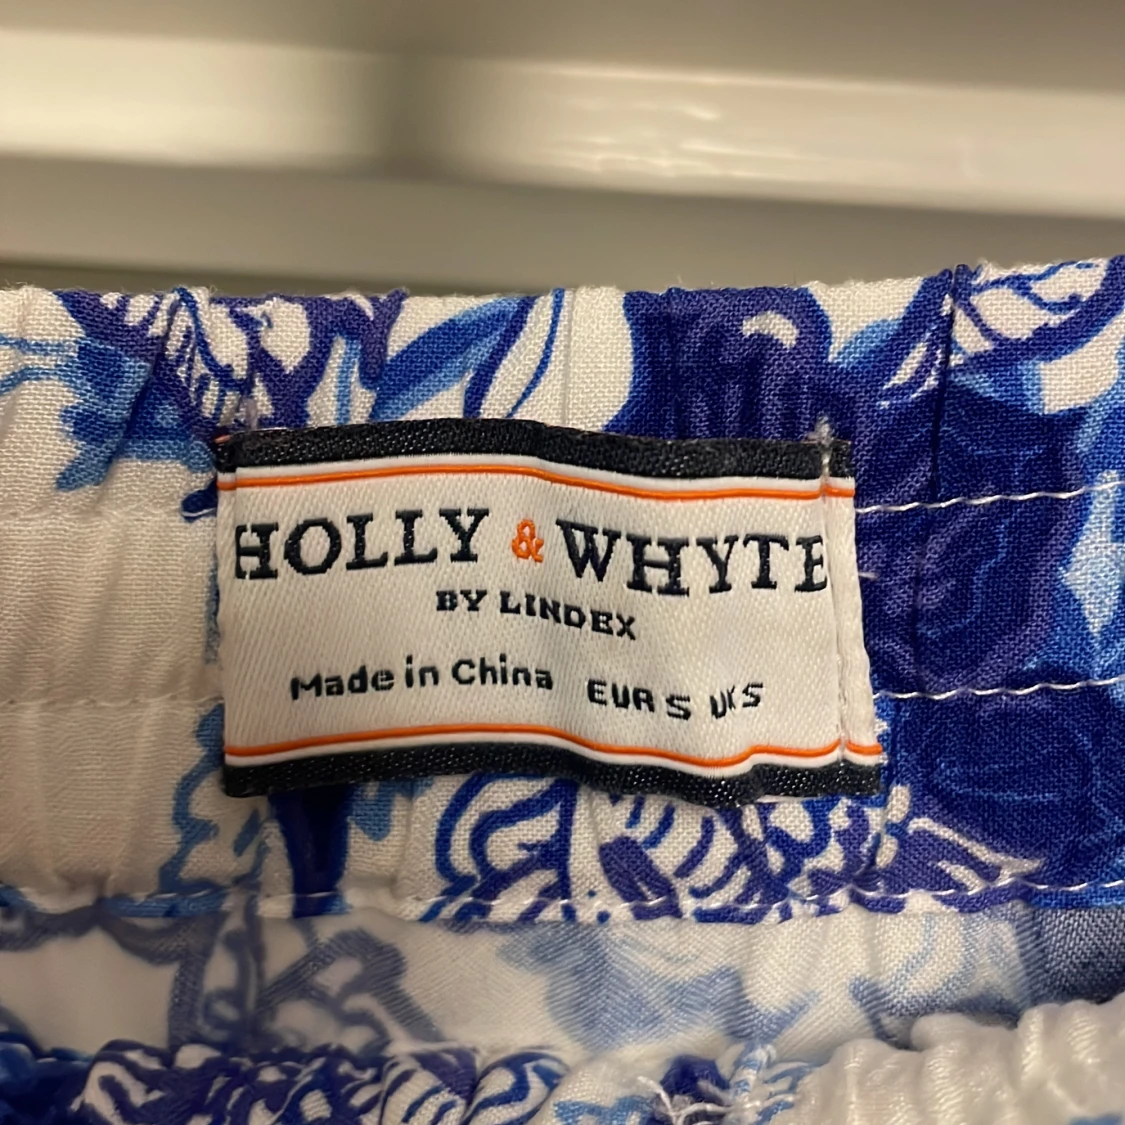 HOLLY & WHYTE
BY LINDEX
Made in China EUR S UK S